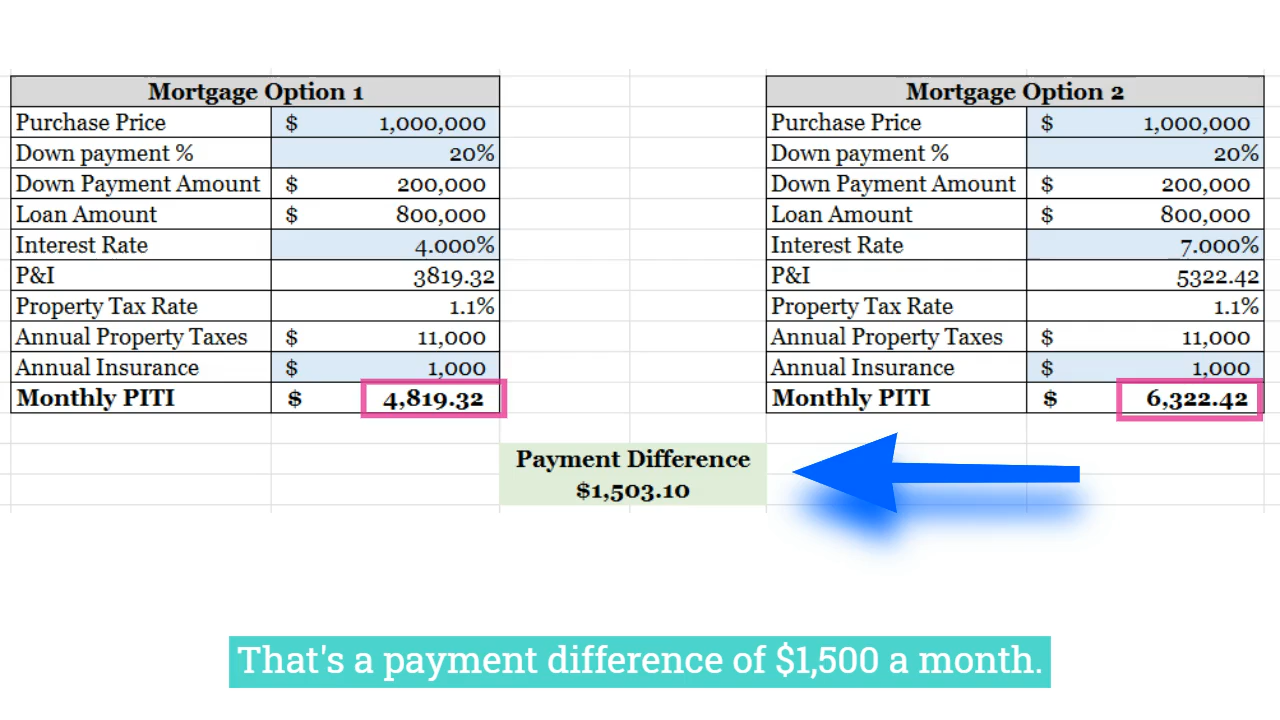 Mortgage Option 1
Purchase Price $ 1,000,000
Down payment % 20%
Down Payment Amount $ 200,000
Loan Amount $ 800,000
Interest Rate 4.000%
P&I 3819.32
Property Tax Rate 1.1%
Annual Property Taxes $ 11,000
Annual Insurance $ 1,000
Monthly PITI $ 4,819.32
Mortgage Option 2
Purchase Price $ 1,000,000
Down payment % 20%
Down Payment Amount $ 200,000
Loan Amount $ 800,000
Interest Rate 7.000%
P&I 5322.42
Property Tax Rate 1.1%
Annual Property Taxes $ 11,000
Annual Insurance $ 1,000
Monthly PITI $ 6,322.42
Payment Difference
$1,503.10
That's a payment difference of $1,500 a month.